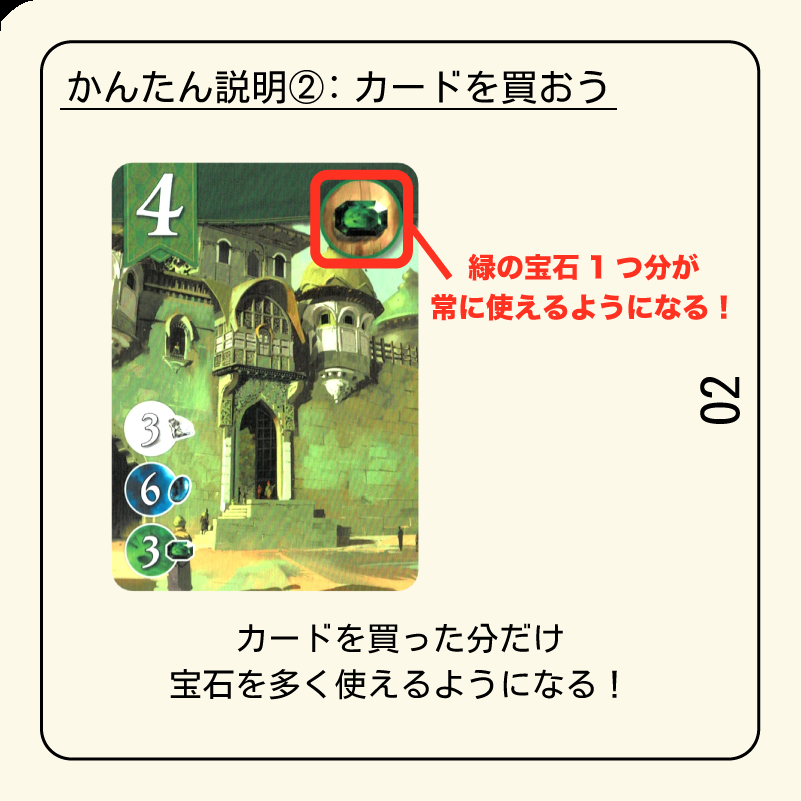 かんたん説明②：カードを買おう
4
緑の宝石1つ分が
常に使えるようになる！
3
6
3
02
カードを買った分だけ
宝石を多く使えるようになる！